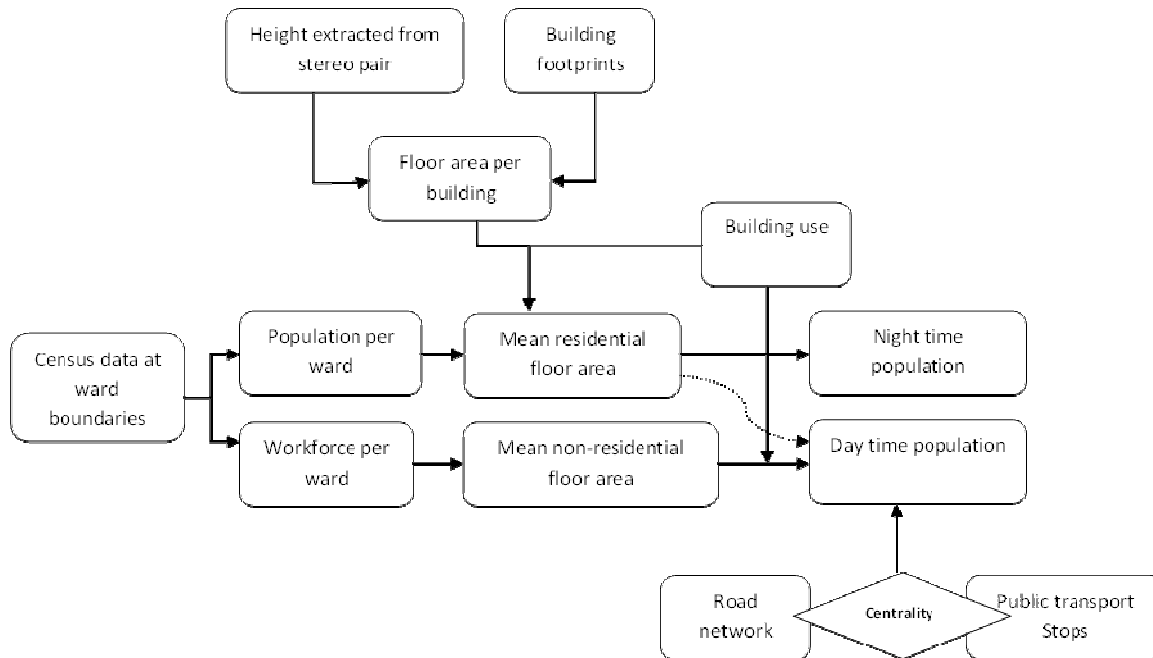 Height extracted from
stereo pair
Building
footprints
Floor area per
building
Building use
Census data at
ward
boundaries
Population per
ward
Mean residential
floor area
Night time
population
Workforce per
ward
Mean non-residential
floor area
Day time population
Road
network
Centrality
Public transport
Stops